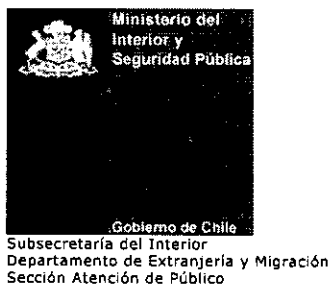 Ministerio del
Interior y
Seguridad Pública
Gobierno de Chile
Subsecretaría del Interior
Departamento de Extranjería y Migración
Sección Atención de Público